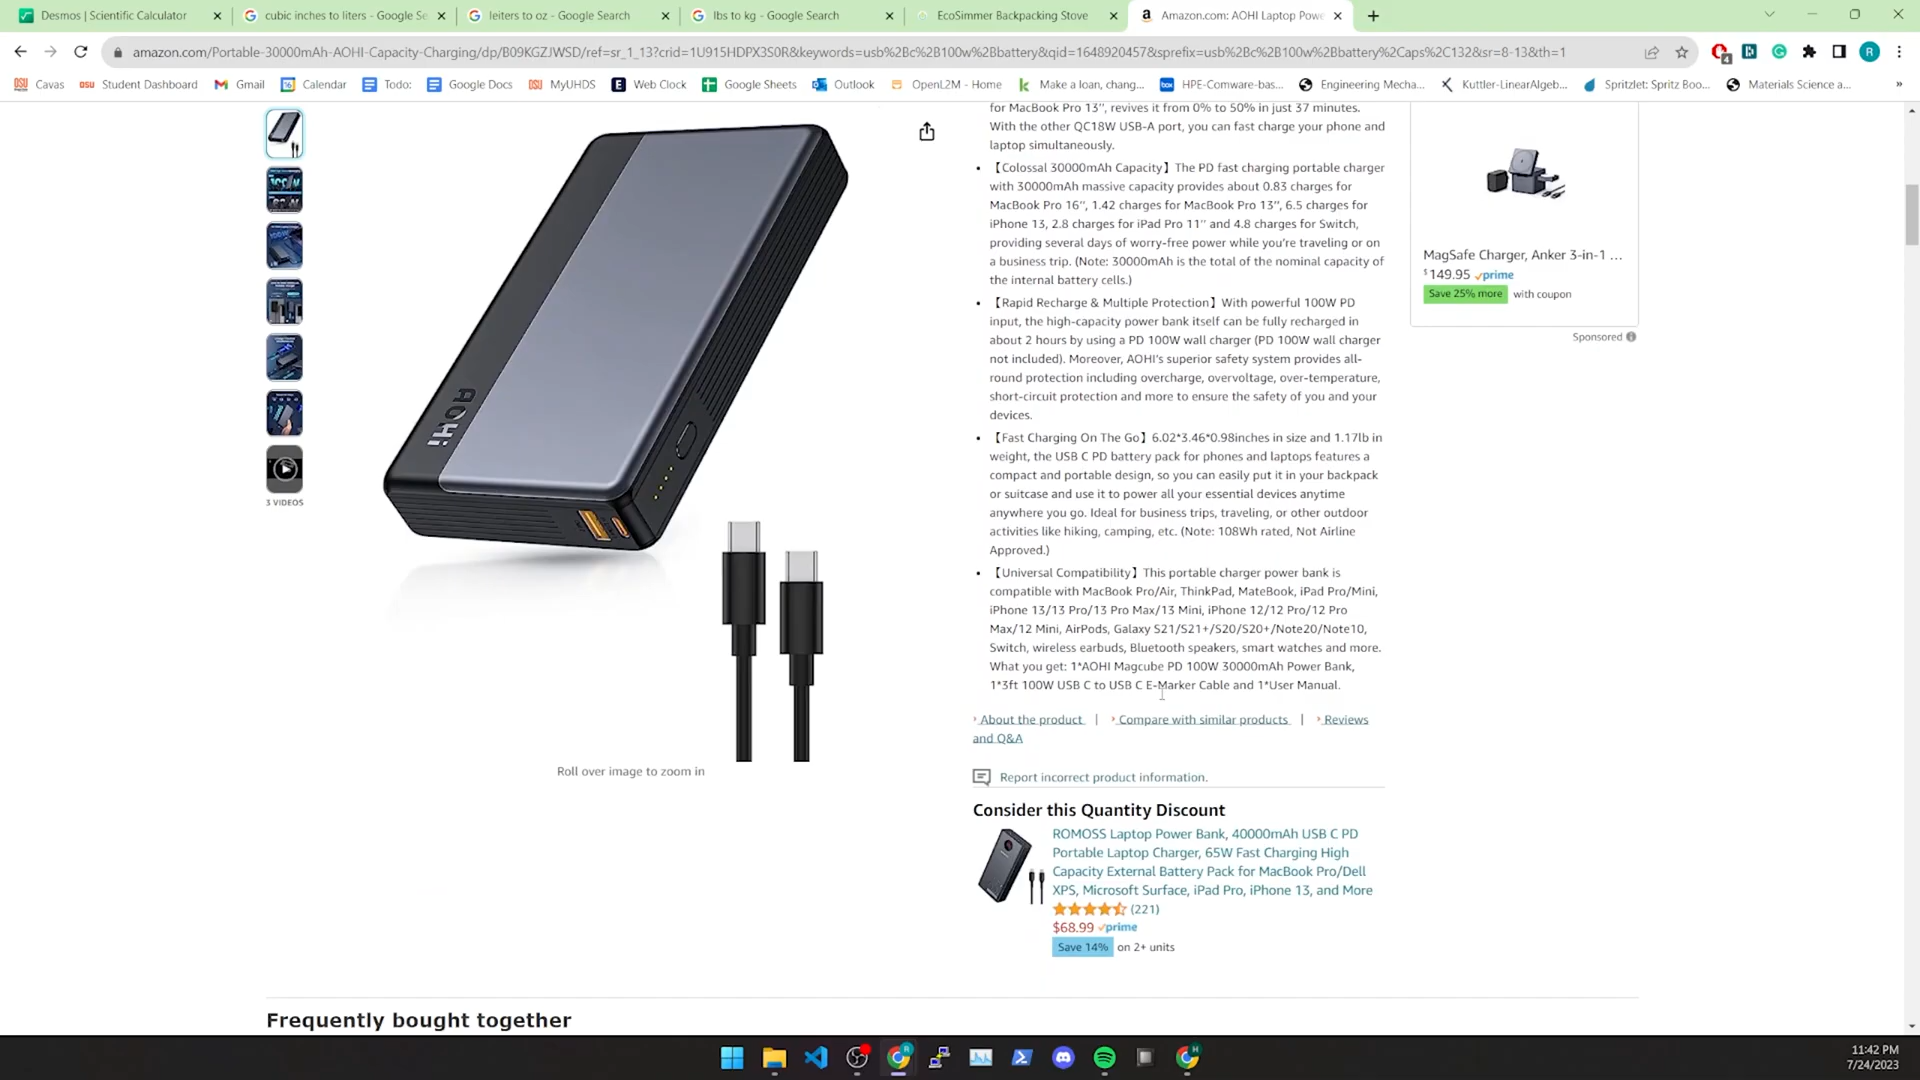 Desmos | Scientific Calculator
cubic inches to liters - Google Se
leiters to oz - Google Search
lbs to kg - Google Search
EcoSimmer Backpacking Stove
Amazon.com: AOHI Laptop Powe
amazon.com/Portable-30000mAh-AOHI-Capacity-Charging/dp/B09KGZJWSD/ref=sr_1_13?crid=1U915HDPX3S0R&keywords=usb%2Bc%2B100w%2Bbattery&qid=1648920457&sprefix=usb%2Bc%2B100w%2Bbattery%2Caps%2C132&sr=8-13&th=1
Cavas
Student Dashboard
Gmail
Calendar
Todo:
Google Docs
MyUHDS
Web Clock
Google Sheets
Outlook
OpenL2M - Home
Make a loan, chang...
HPE-Comware-bas...
Engineering Mecha...
Kuttler-LinearAlgeb...
Spritzlet: Spritz Boo...
Materials Science a...
»
for MacBook Pro 13'', revives it from 0% to 50% in just 37 minutes.
With the other QC18W USB-A port, you can fast charge your phone and
laptop simultaneously.
• 【Colossal 30000mAh Capacity】The PD fast charging portable charger
with 30000mAh massive capacity provides about 0.83 charges for
MacBook Pro 16'', 1.42 charges for MacBook Pro 13'', 6.5 charges for
iPhone 13, 2.8 charges for iPad Pro 11'' and 4.8 charges for Switch,
providing several days of worry-free power while you're traveling or on
a business trip. (Note: 30000mAh is the total of the nominal capacity of
the internal battery cells.)
• 【Rapid Recharge & Multiple Protection】With powerful 100W PD
input, the high-capacity power bank itself can be fully recharged in
about 2 hours by using a PD 100W wall charger (PD 100W wall charger
not included). Moreover, AOHI's superior safety system provides all-
round protection including overcharge, overvoltage, over-temperature,
short-circuit protection and more to ensure the safety of you and your
devices.
• 【Fast Charging On The Go】6.02*3.46*0.98inches in size and 1.17lb in
weight, the USB C PD battery pack for phones and laptops features a
compact and portable design, so you can easily put it in your backpack
or suitcase and use it to power all your essential devices anytime
anywhere you go. Ideal for business trips, traveling, or other outdoor
activities like hiking, camping, etc. (Note: 108Wh rated, Not Airline
Approved.)
• 【Universal Compatibility】This portable charger power bank is
compatible with MacBook Pro/Air, ThinkPad, MateBook, iPad Pro/Mini,
iPhone 13/13 Pro/13 Pro Max/13 Mini, iPhone 12/12 Pro/12 Pro
Max/12 Mini, AirPods, Galaxy S21/S21+/S20/S20+/Note20/Note10,
Switch, wireless earbuds, Bluetooth speakers, smart watches and more.
What you get: 1*AOHI Magcube PD 100W 30000mAh Power Bank,
1*3ft 100W USB C to USB C E-Marker Cable and 1*User Manual.
› About the product | › Compare with similar products | › Reviews
and Q&A
Report incorrect product information.
Consider this Quantity Discount
ROMOSS Laptop Power Bank, 40000mAh USB C PD
Portable Laptop Charger, 65W Fast Charging High
Capacity External Battery Pack for MacBook Pro/Dell
XPS, Microsoft Surface, iPad Pro, iPhone 13, and More
(221)
$68.99 prime
Save 14% on 2+ units
MagSafe Charger, Anker 3-in-1 ...
$149.95 prime
Save 25% more with coupon
Sponsored
AOHI
3 VIDEOS
Roll over image to zoom in
Frequently bought together
11:42 PM
7/24/2023